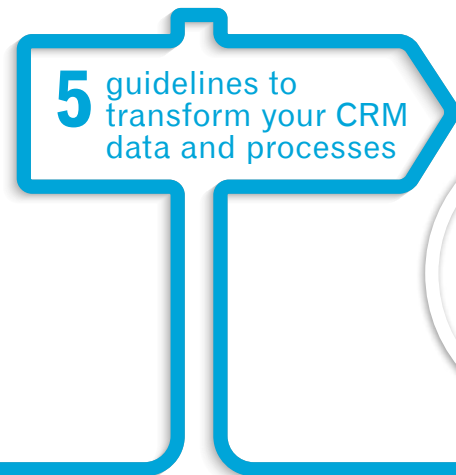 5 guidelines to
transform your CRM
data and processes